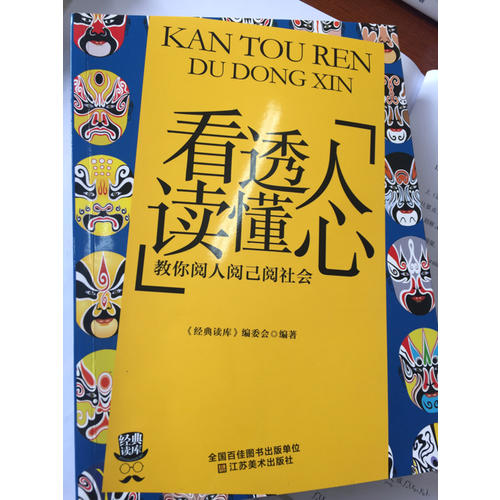 KAN TOU REN
DU DONG XIN
看透人
读懂心
教你阅人阅己阅社会
《经典读库》编委会◎编著
经典
读库
全国百佳图书出版单位
江苏美术出版社